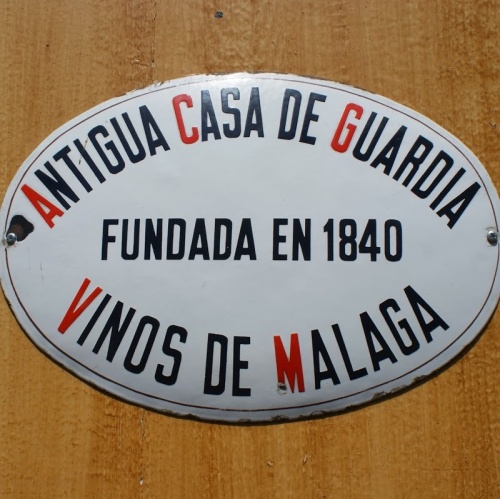 ANTIGUA CASA DE GUARDIA
FUNDADA EN 1840
VINOS DE MALAGA